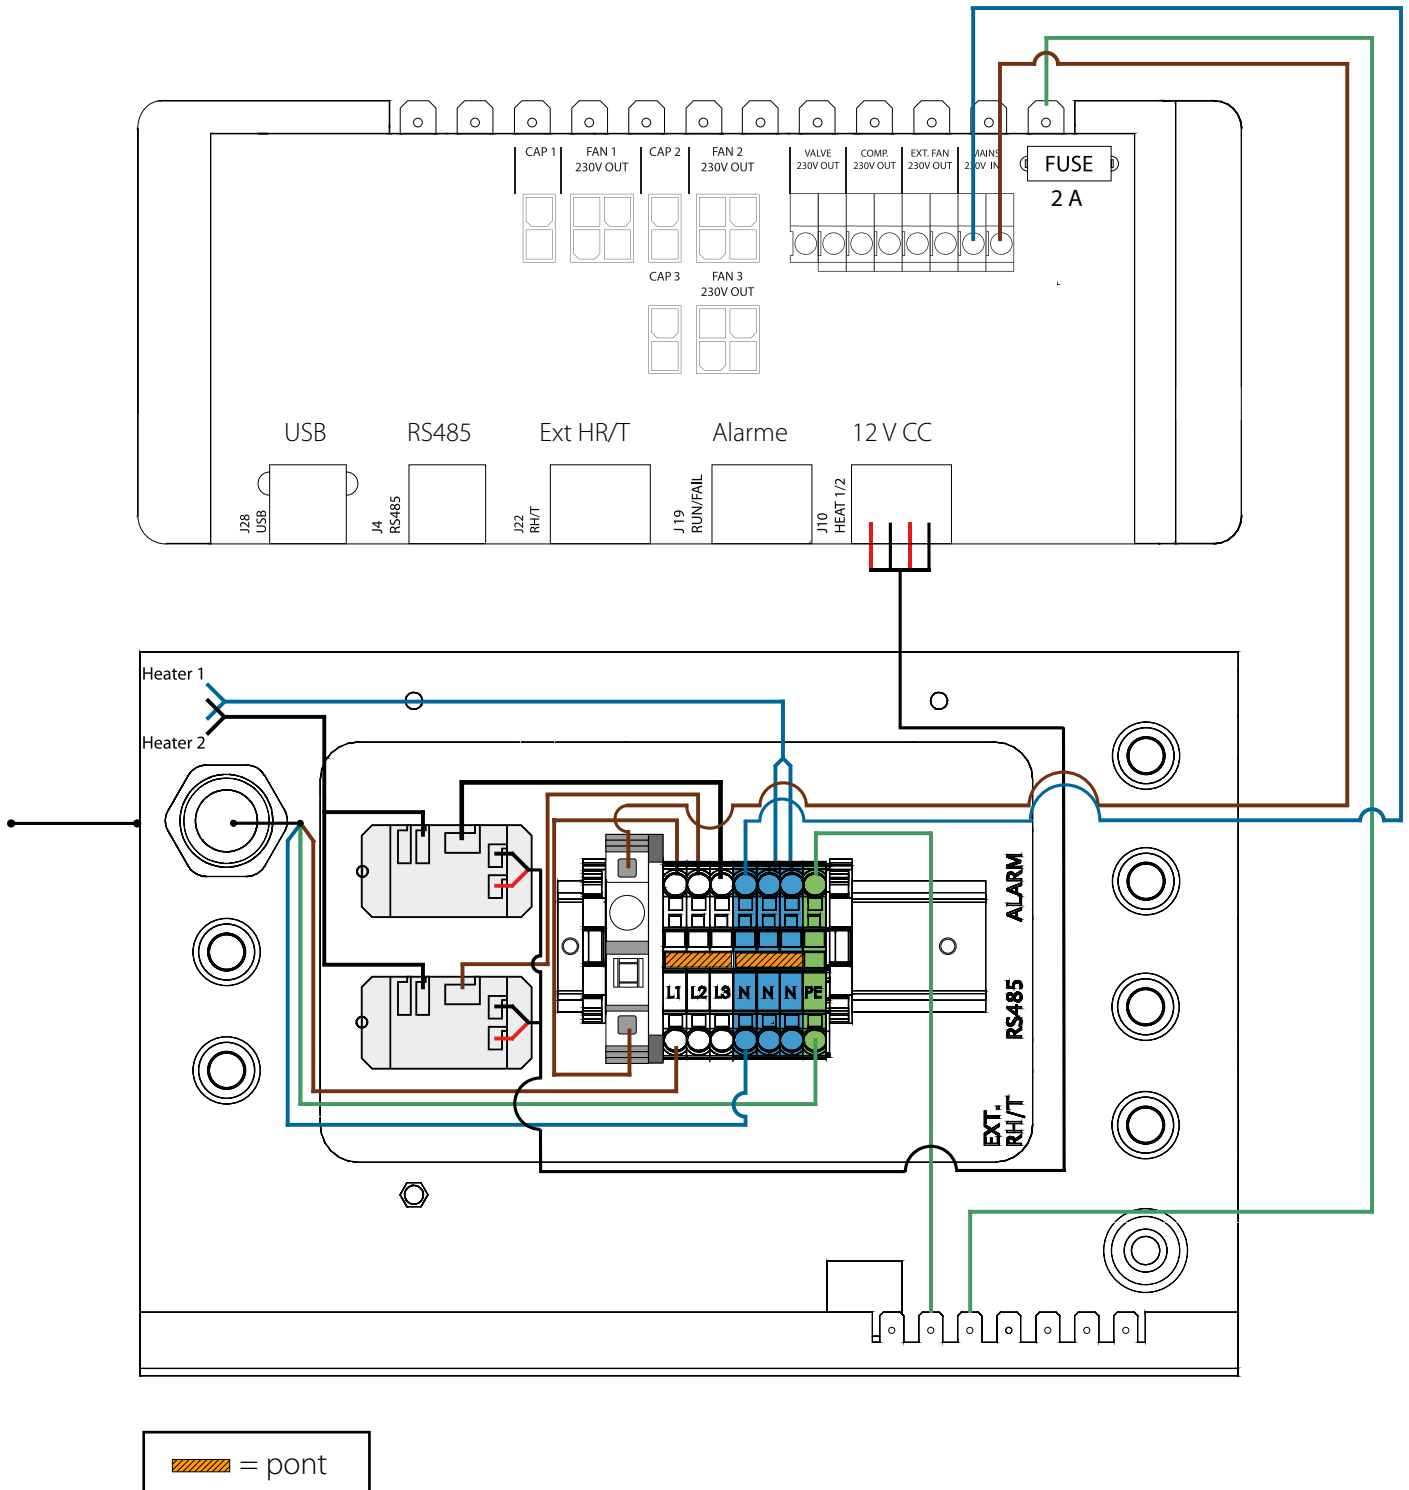 CAP 1
FAN 1
230V OUT
CAP 2
FAN 2
230V OUT
VALVE
230V OUT
COMP.
230V OUT
EXT. FAN
230V OUT
MAINS
230V IN
FUSE
2 A
CAP 3
FAN 3
230V OUT
USB
RS485
Ext HR/T
Alarme
12 V CC
J28
USB
J4
RS485
J22
RH/T
J19
RUN/FAIL
J10
HEAT 1/2
Heater 1
Heater 2
ALARM
RS485
EXT.
RH/T
L1 L2 L3 N N N PE
= pont